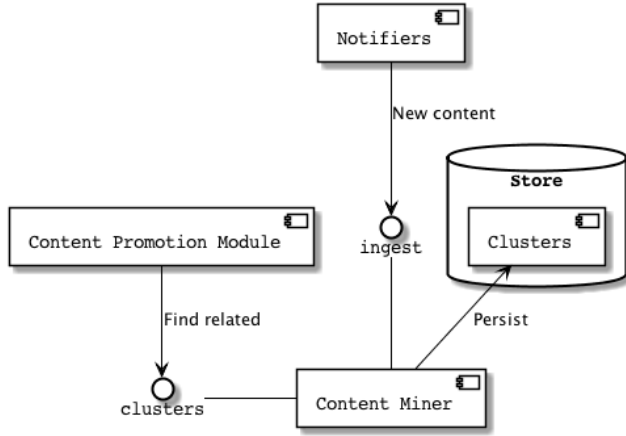 Notifiers
New content
Store
Content Promotion Module
Clusters
ingest
Find related
Persist
clusters
Content Miner